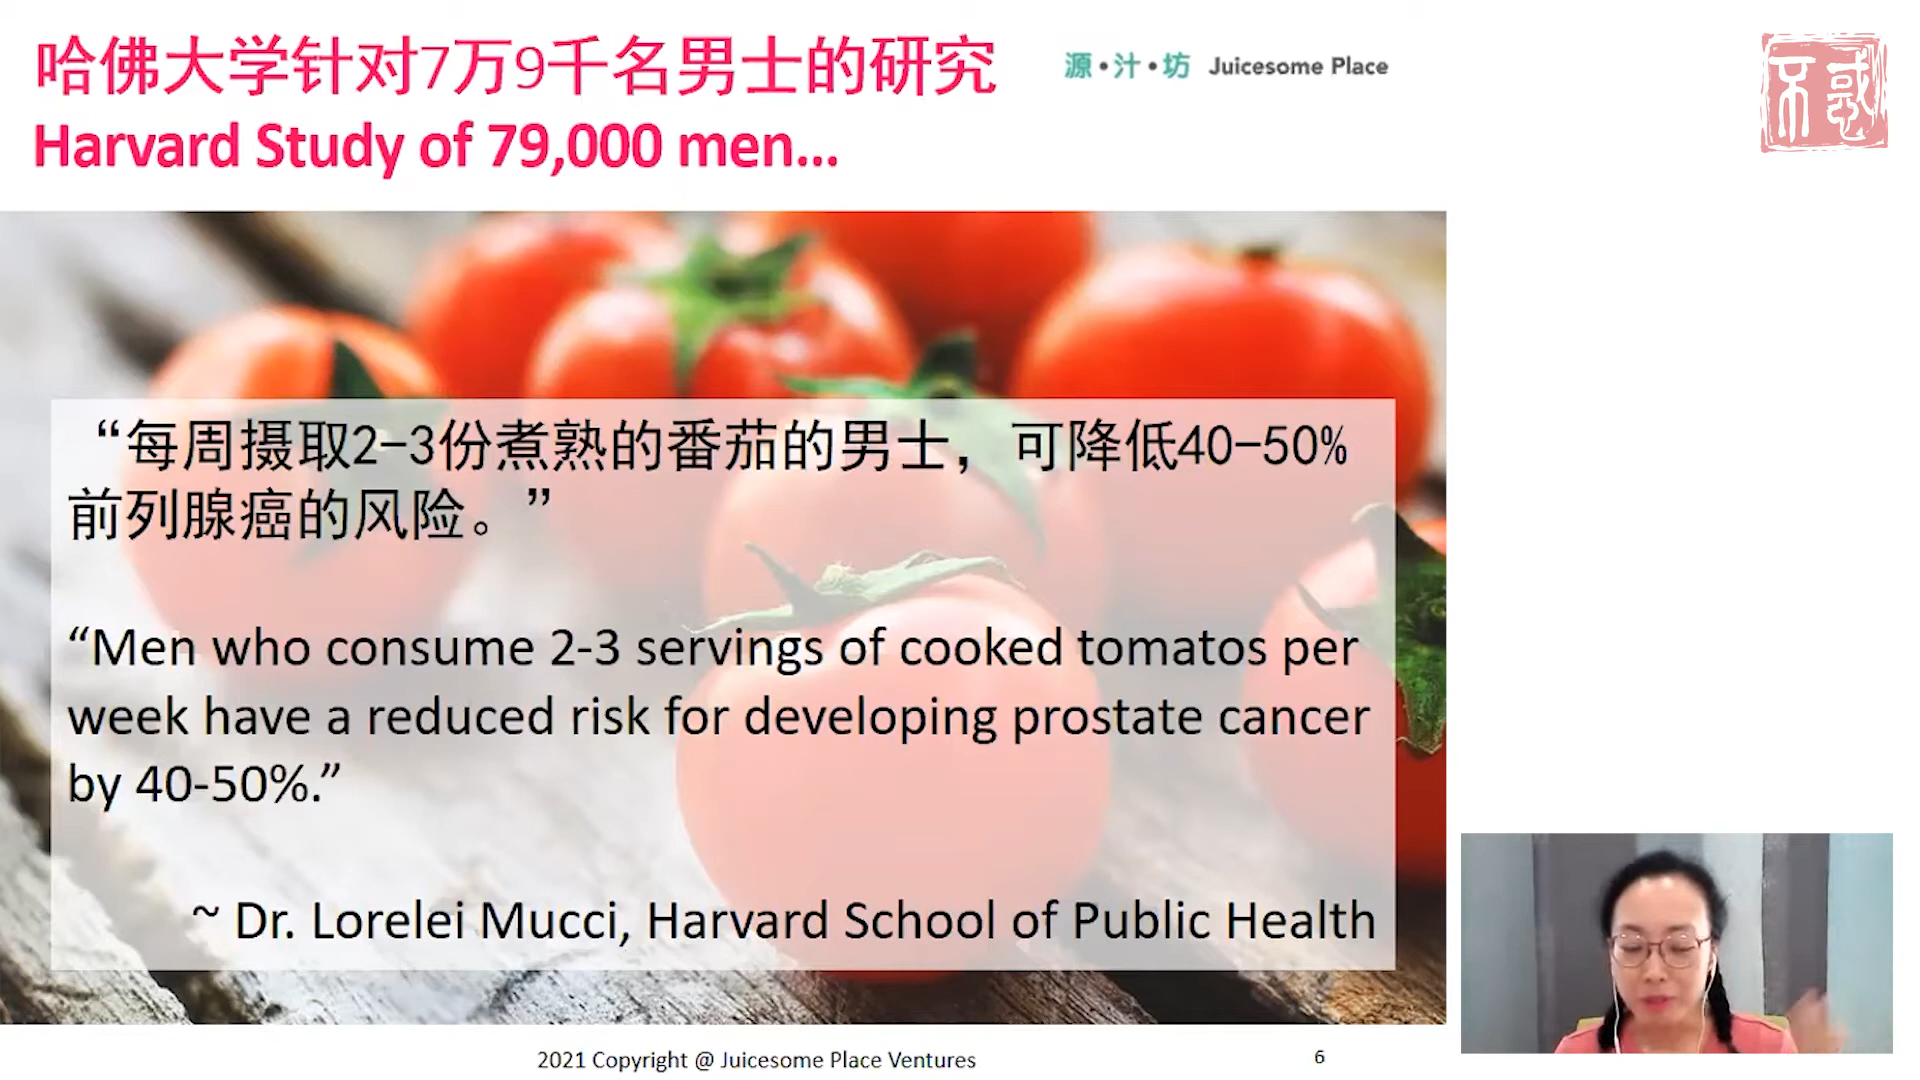 哈佛大学针对7万9千名男士的研究
Harvard Study of 79,000 men...
源•汁•坊 Juicesome Place
不惑
“每周摄取2-3份煮熟的番茄的男士，可降低40-50%
前列腺癌的风险。”
“Men who consume 2-3 servings of cooked tomatos per
week have a reduced risk for developing prostate cancer
by 40-50%.”
~ Dr. Lorelei Mucci, Harvard School of Public Health
2021 Copyright @ Juicesome Place Ventures
6